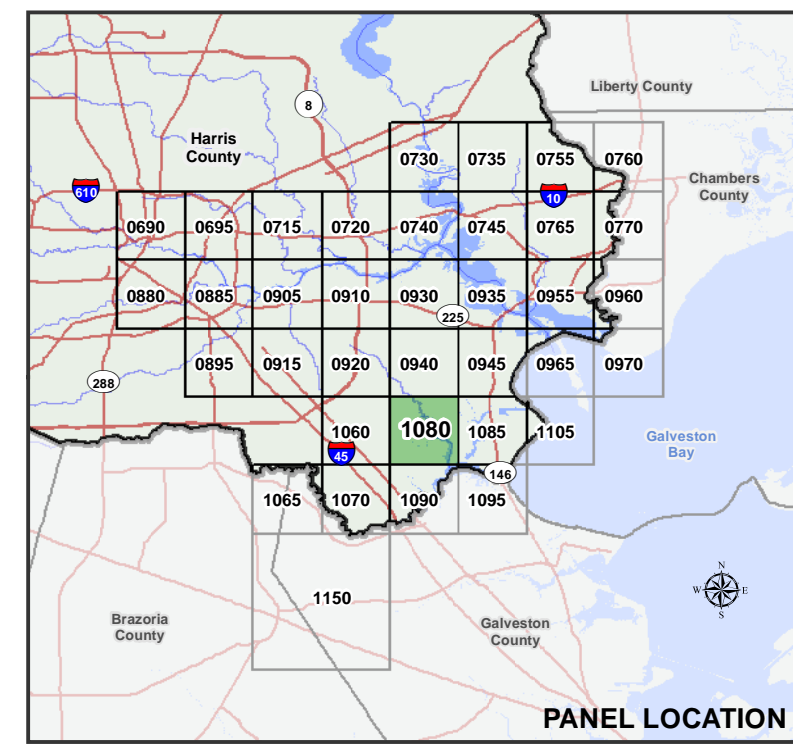 Liberty County
8
Harris
County
0730 0735 0755 0760
Chambers
County
610
10
0690 0695 0715 0720 0740 0745 0765 0770
0880 0885 0905 0910 0930 0935 0955 0960
225
0895 0915 0920 0940 0945 0965 0970
288
1060 1080 1085 1105
Galveston
Bay
45
146
1065 1070 1090 1095
N
W E
S
1150
Brazoria
County
Galveston
County
PANEL LOCATION